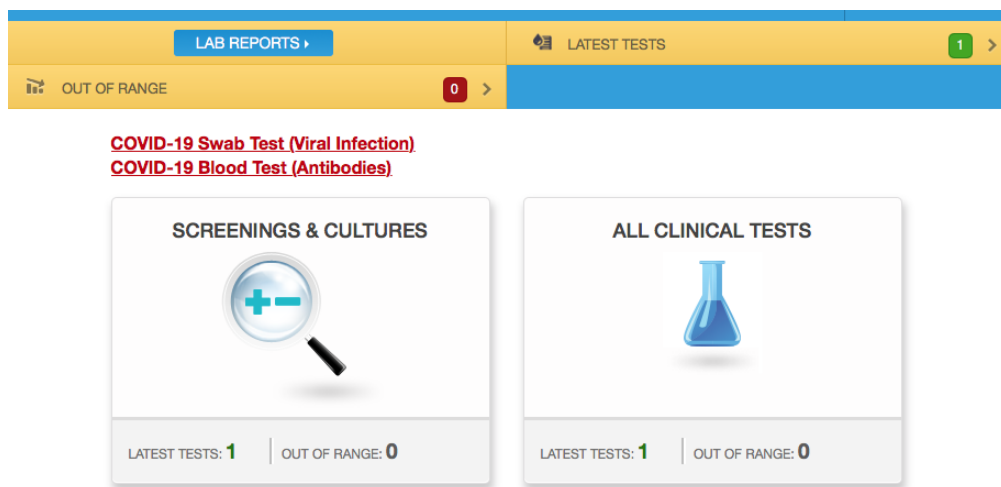 LAB REPORTS
LATEST TESTS 1
OUT OF RANGE 0
COVID-19 Swab Test (Viral Infection)
COVID-19 Blood Test (Antibodies)
SCREENINGS & CULTURES
LATEST TESTS: 1 OUT OF RANGE: 0
ALL CLINICAL TESTS
LATEST TESTS: 1 OUT OF RANGE: 0